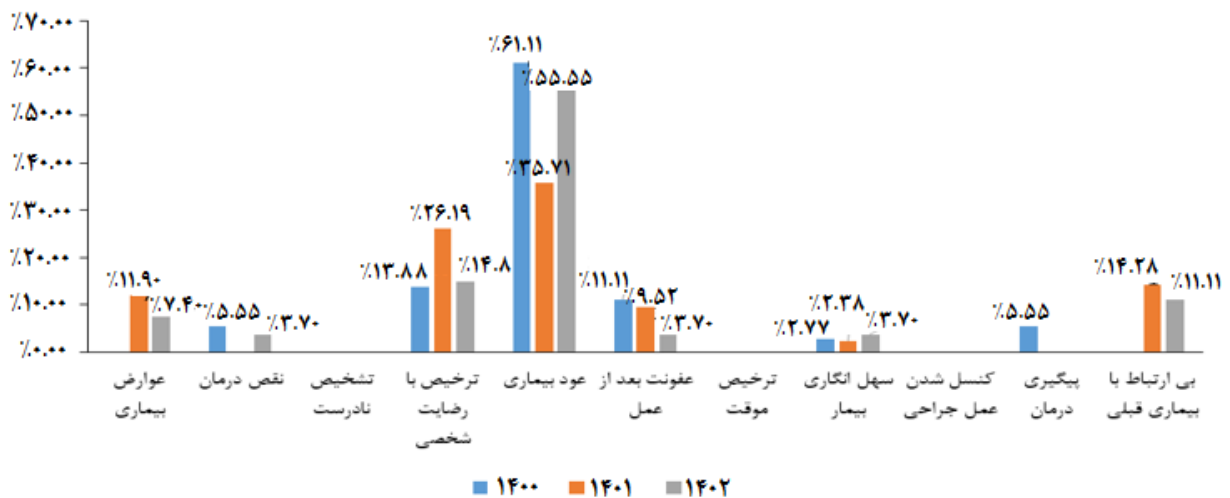 ٪۷۰.۰۰
٪۶۰.۰۰
٪۵۰.۰۰
٪۴۰.۰۰
٪۳۰.۰۰
٪۲۰.۰۰
٪۱۰.۰۰
٪۰.۰۰
٪۱۱.۹۰
٪۷.۴۰
٪۵.۵۵
٪۳.۷۰
٪۱۳.۸۸
٪۲۶.۱۹
٪۱۴.۸
٪۶۱.۱۱
٪۳۵.۷۱
٪۵۵.۵۵
٪۱۱.۱۱
٪۹.۵۲
٪۳.۷۰
٪۲.۷۷
٪۲.۳۸
٪۳.۷۰
٪۵.۵۵
٪۱۴.۲۸
٪۱۱.۱۱
عوارض
بیماری
نقص درمان
تشخیص
نادرست
ترخیص با
رضایت
شخصی
عود بیماری
عفونت بعد از
عمل
ترخیص
موقت
سهل انگاری
بیمار
کنسل شدن
عمل جراحی
پیگیری
درمان
بی ارتباط با
بیماری قبلی
۱۴۰۰
۱۴۰۱
۱۴۰۲